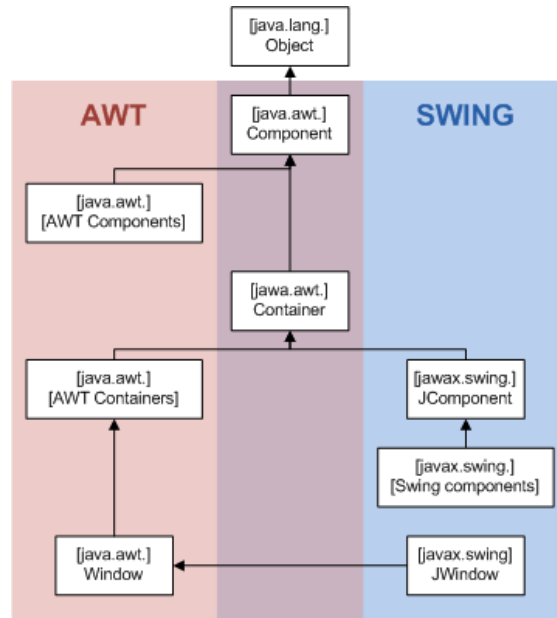 [java.lang.]
Object
AWT
SWING
[java.awt.]
Component
[java.awt.]
[AWT Components]
[jawa.awt.]
Container
[java.awt.]
[AWT Containers]
[jawax.swing.]
JComponent
[javax.swing.]
[Swing components]
[java.awt.]
Window
[javax.swing]
JWindow